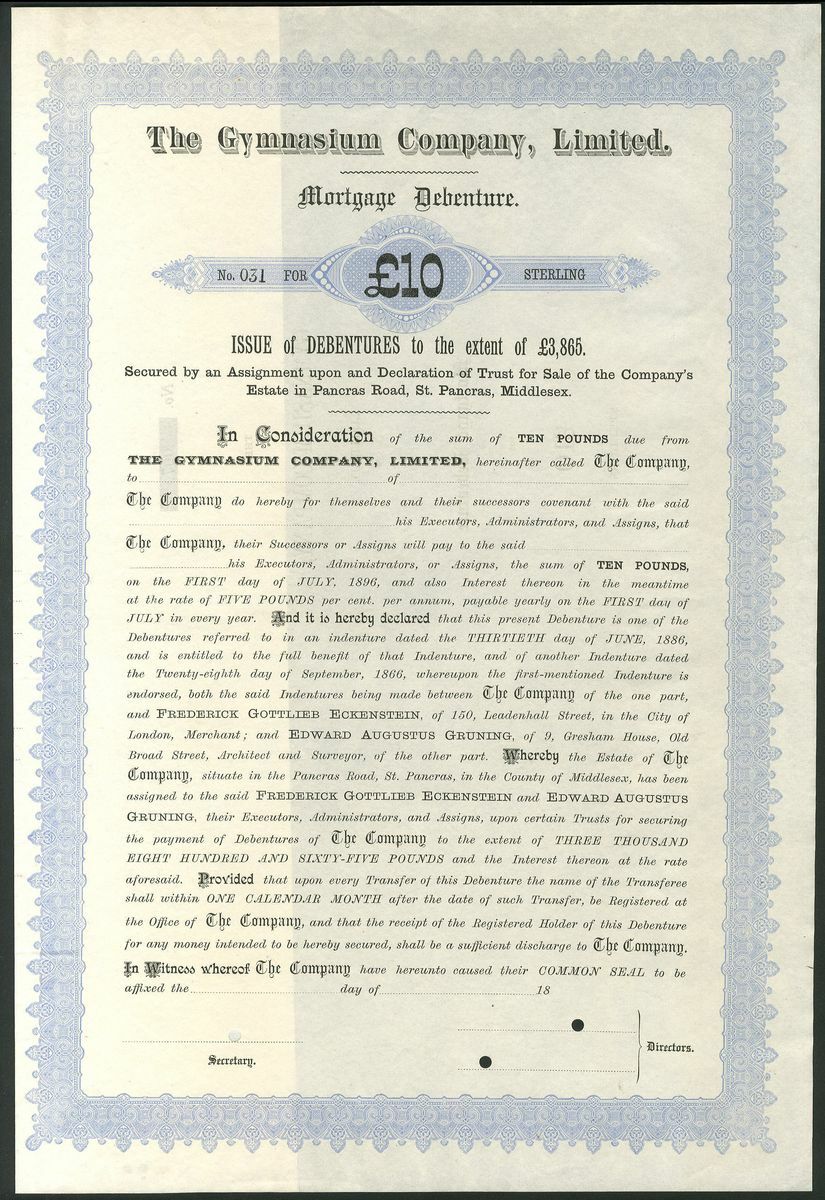 The Gymnasium Company, Limited.
Mortgage Debenture.
No. 031 FOR £10 STERLING
ISSUE of DEBENTURES to the extent of £3,865.
Secured by an Assignment upon and Declaration of Trust for Sale of the Company's
Estate in Pancras Road, St. Pancras, Middlesex.
In Consideration of the sum of TEN POUNDS due from
THE GYMNASIUM COMPANY, LIMITED, hereinafter called The Company,
to of
The Company do hereby for themselves and their successors covenant with the said
his Executors, Administrators, and Assigns, that
The Company, their Successors or Assigns will pay to the said
his Executors, Administrators, or Assigns, the sum of TEN POUNDS,
on the FIRST day of JULY, 1896, and also Interest thereon in the meantime
at the rate of FIVE POUNDS per cent. per annum, payable yearly on the FIRST day of
JULY in every year. And it is hereby declared that this present Debenture is one of the
Debentures referred to in an indenture dated the THIRTIETH day of JUNE, 1886,
and is entitled to the full benefit of that Indenture, and of another Indenture dated
the Twenty-eighth day of September, 1866, whereupon the first-mentioned Indenture is
endorsed, both the said Indentures being made between The Company of the one part,
and FREDERICK GOTTLIEB ECKENSTEIN, of 150, Leadenhall Street, in the City of
London, Merchant; and EDWARD AUGUSTUS GRUNING, of 9, Gresham House, Old
Broad Street, Architect and Surveyor, of the other part. Whereby the Estate of The
Company, situate in the Pancras Road, St. Pancras, in the County of Middlesex, has been
assigned to the said FREDERICK GOTTLIEB ECKENSTEIN and EDWARD AUGUSTUS
GRUNING, their Executors, Administrators, and Assigns, upon certain Trusts for securing
the payment of Debentures of The Company to the extent of THREE THOUSAND
EIGHT HUNDRED AND SIXTY-FIVE POUNDS and the Interest thereon at the rate
aforesaid. Provided that upon every Transfer of this Debenture the name of the Transferee
shall within ONE CALENDAR MONTH after the date of such Transfer, be Registered at
the Office of The Company, and that the receipt of the Registered Holder of this Debenture
for any money intended to be hereby secured, shall be a sufficient discharge to The Company.
In Witness whereof The Company have hereunto caused their COMMON SEAL to be
affixed the day of 18
Secretary.
Directors.